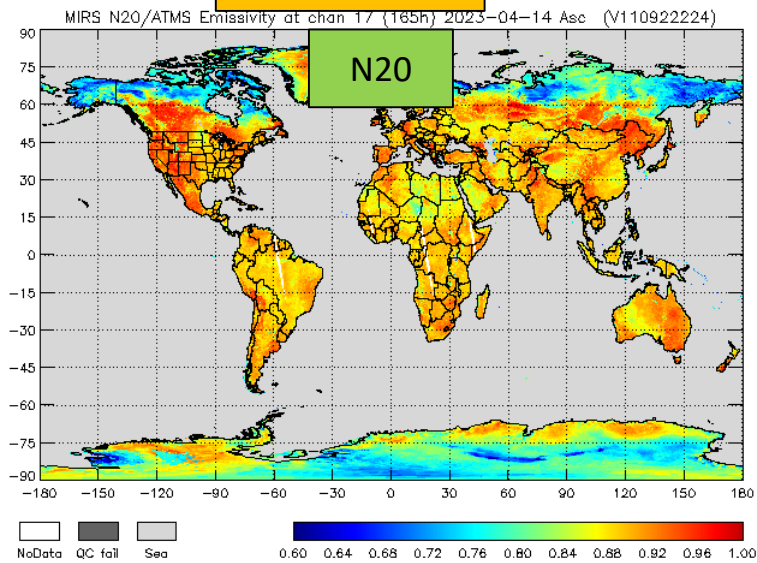 MIRS N20/ATMS Emissivity at chan 17 (165h) 2023-04-14 Asc (V110922224)
N20
90
75
60
45
30
15
0
-15
-30
-45
-60
-75
-90
-180 -150 -120 -90 -60 -30 0 30 60 90 120 150 180
NoData QC fail Sea
0.60 0.64 0.68 0.72 0.76 0.80 0.84 0.88 0.92 0.96 1.00